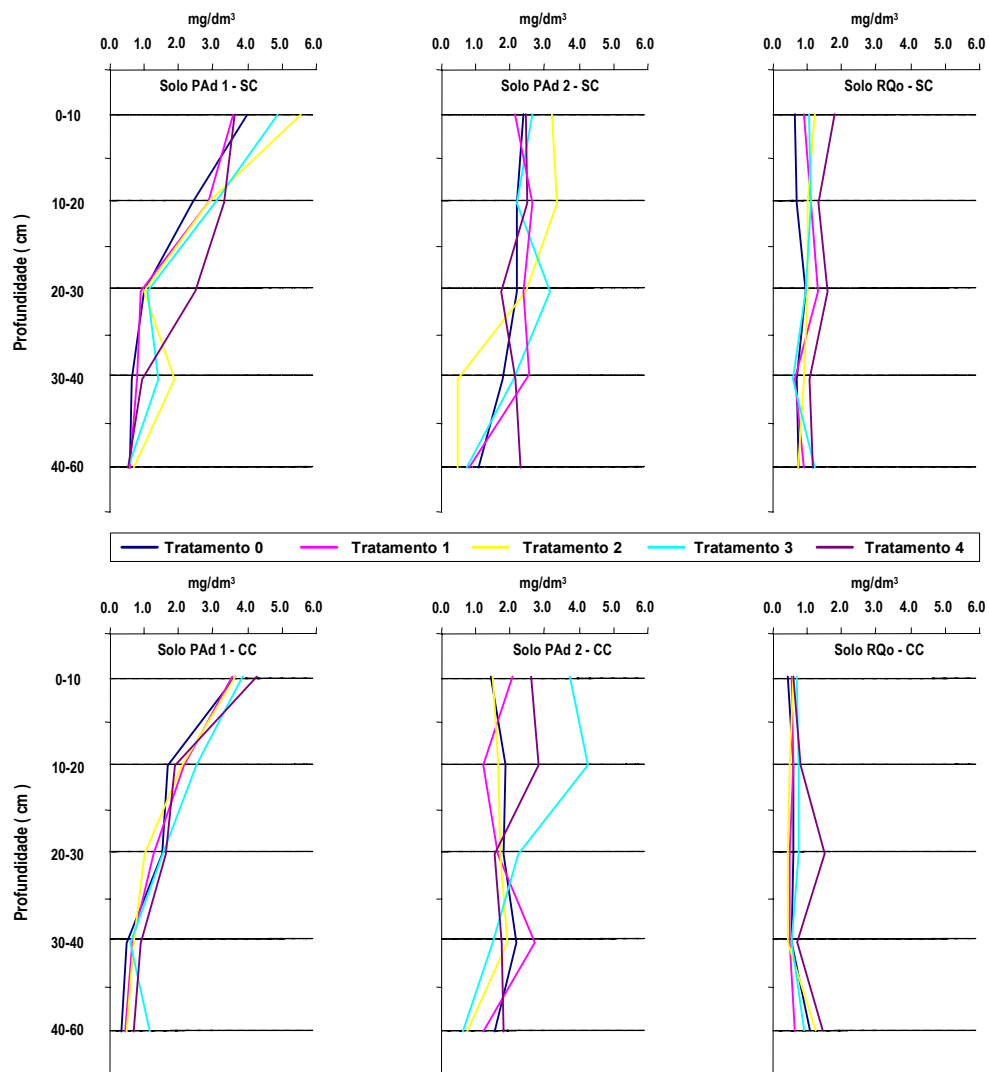 mg/dm³ mg/dm³ mg/dm³
0.0 1.0 2.0 3.0 4.0 5.0 6.0 0.0 1.0 2.0 3.0 4.0 5.0 6.0 0.0 1.0 2.0 3.0 4.0 5.0 6.0
Solo PAd 1 - SC Solo PAd 2 - SC Solo RQo - SC
Profundidade ( cm )
0-10
10-20
20-30
30-40
40-60
Tratamento 0 Tratamento 1 Tratamento 2 Tratamento 3 Tratamento 4
mg/dm³ mg/dm³ mg/dm³
0.0 1.0 2.0 3.0 4.0 5.0 6.0 0.0 1.0 2.0 3.0 4.0 5.0 6.0 0.0 1.0 2.0 3.0 4.0 5.0 6.0
Solo PAd 1 - CC Solo PAd 2 - CC Solo RQo - CC
Profundidade ( cm )
0-10
10-20
20-30
30-40
40-60